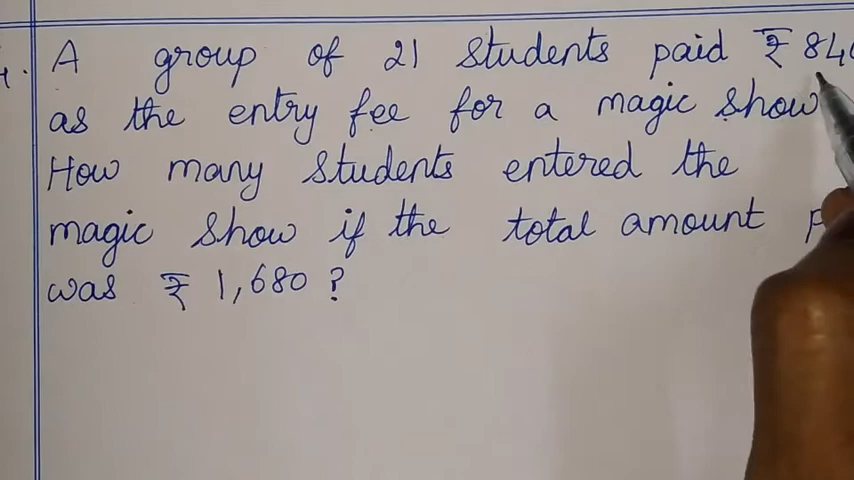 A group of 21 students paid ₹ 84
as the entry fee for a magic show
How many students entered the
magic show if the total amount
was ₹ 1,680 ?